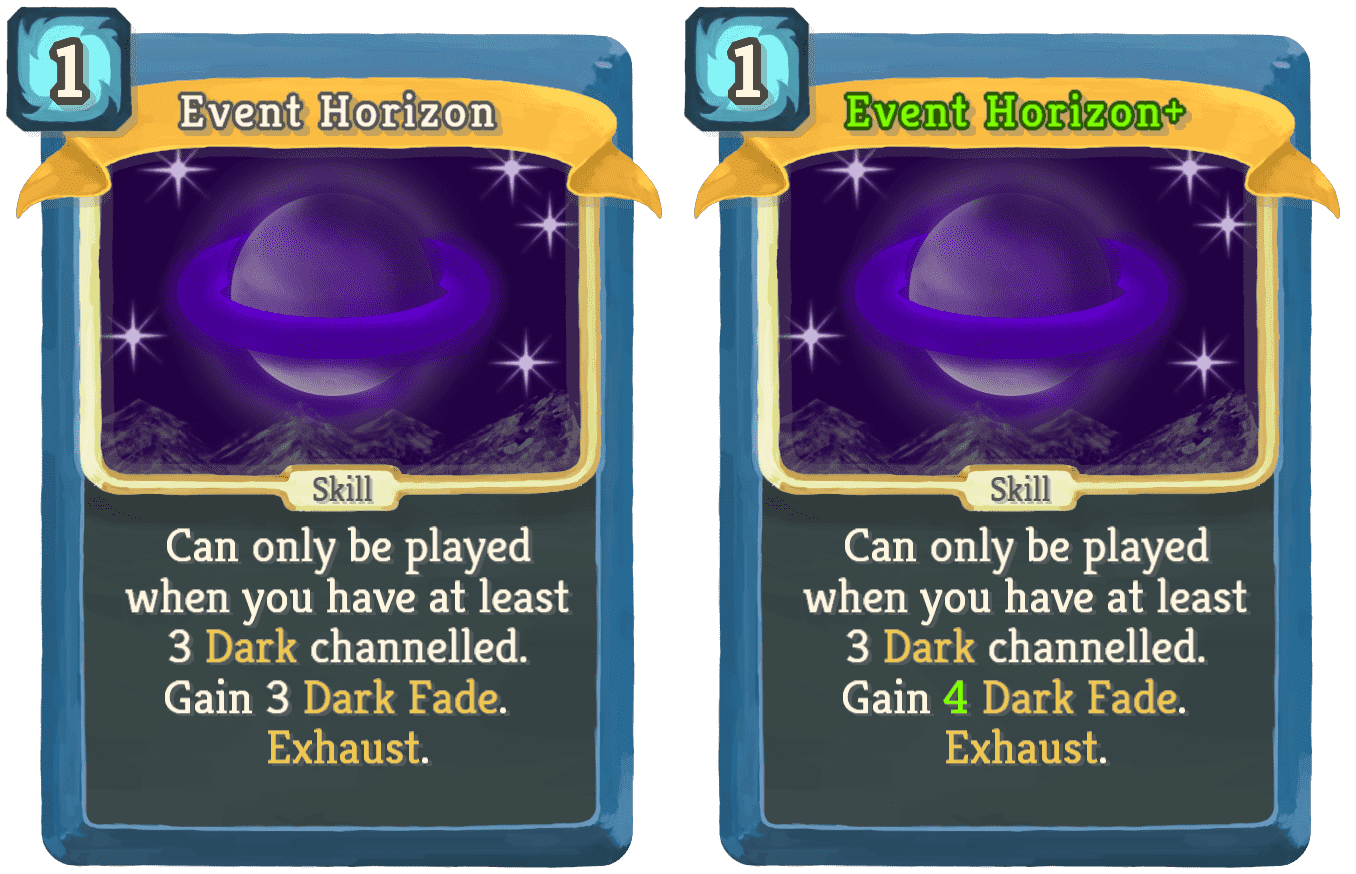 1
Event Horizon
Skill
Can only be played
when you have at least
3 Dark channelled.
Gain 3 Dark Fade.
Exhaust.
1
Event Horizon+
Skill
Can only be played
when you have at least
3 Dark channelled.
Gain 4 Dark Fade.
Exhaust.